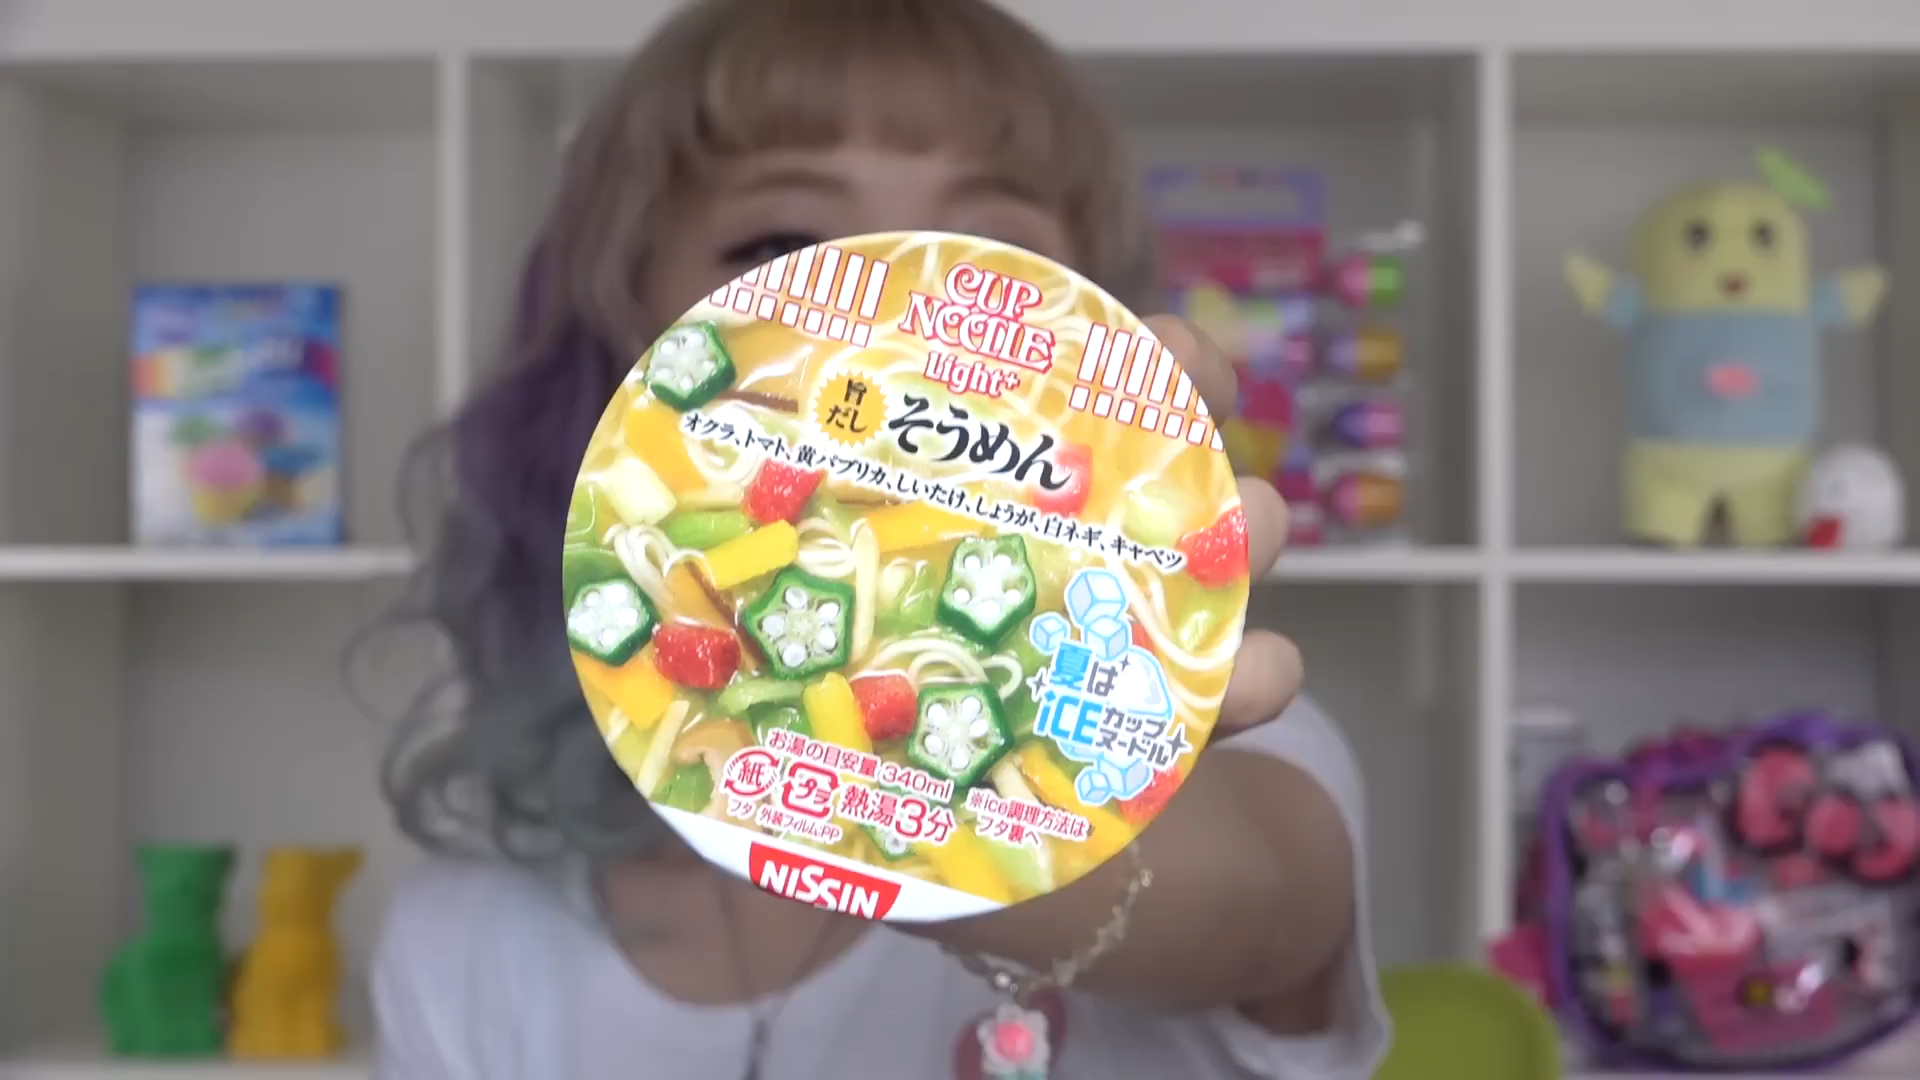 CUP
NOODLE
Light+
旨
だし
そうめん
オクラ、トマト、黄パプリカ、しいたけ、しょうが、白ネギ、キャベツ
夏は
iCE
カップ
ヌードル
お湯の目安量 340ml
紙
プラ
熱湯3分
フタ
外装フィルム:PP
※ice調理方法は
フタ裏へ
NISSIN